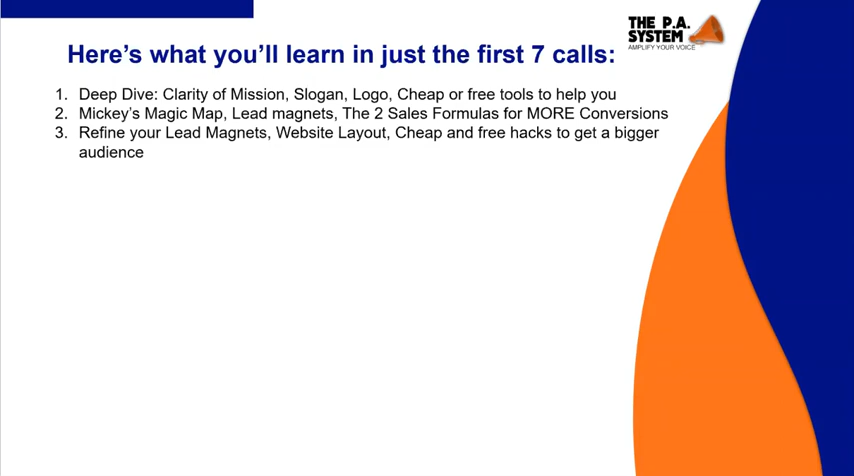 THE P.A.
SYSTEM
AMPLIFY YOUR VOICE
Here's what you'll learn in just the first 7 calls:
1. Deep Dive: Clarity of Mission, Slogan, Logo, Cheap or free tools to help you
2. Mickey's Magic Map, Lead magnets, The 2 Sales Formulas for MORE Conversions
3. Refine your Lead Magnets, Website Layout, Cheap and free hacks to get a bigger
audience